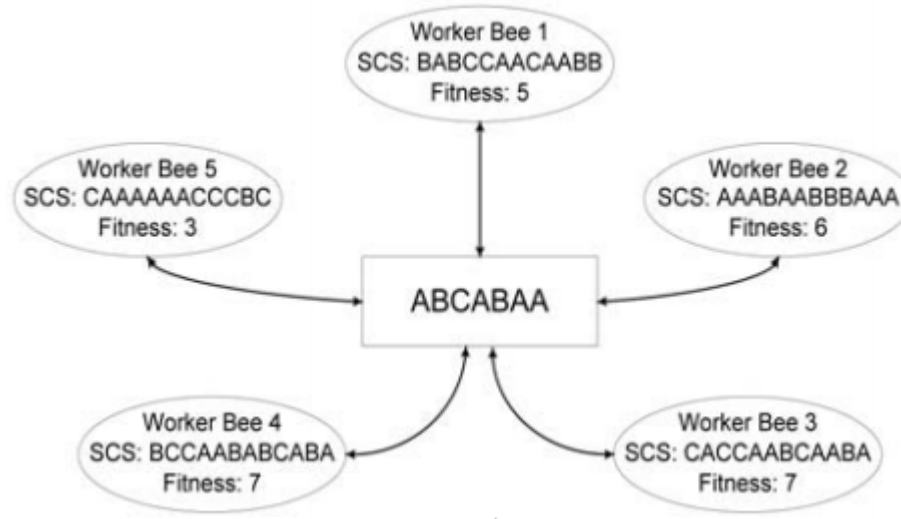 Worker Bee 1
SCS: BABCCAACAABB
Fitness: 5
Worker Bee 5
SCS: CAAAAAACCCBC
Fitness: 3
Worker Bee 2
SCS: AAABAABBBAAA
Fitness: 6
ABCABAA
Worker Bee 4
SCS: BCCAABABCABA
Fitness: 7
Worker Bee 3
SCS: CACCAABCAABA
Fitness: 7